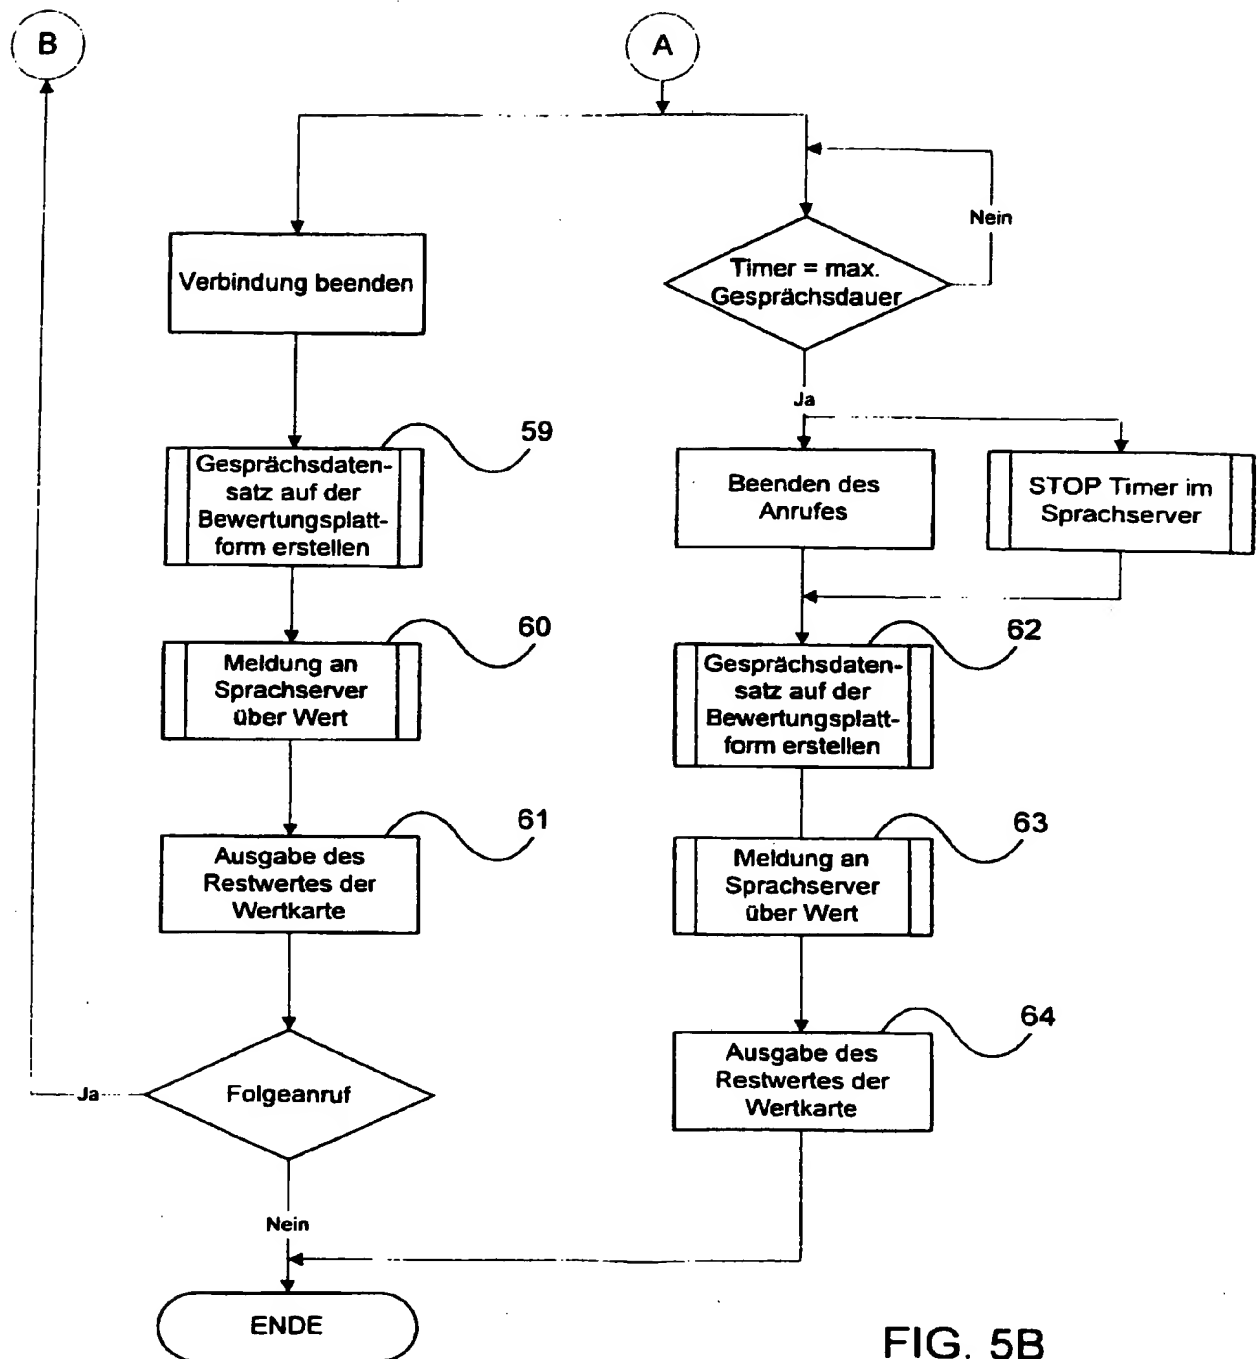 B
A
Nein
Verbindung beenden
Timer = max.
Gesprächsdauer
Ja
59
Gesprächsdaten-
satz auf der
Bewertungsplatt-
form erstellen
Beenden des
Anrufes
STOP Timer im
Sprachserver
60
Meldung an
Sprachserver
über Wert
62
Gesprächsdaten-
satz auf der
Bewertungsplatt-
form erstellen
61
Ausgabe des
Restwertes der
Wertkarte
63
Meldung an
Sprachserver
über Wert
64
Ausgabe des
Restwertes der
Wertkarte
Ja
Folgeanruf
Nein
ENDE
FIG. 5B